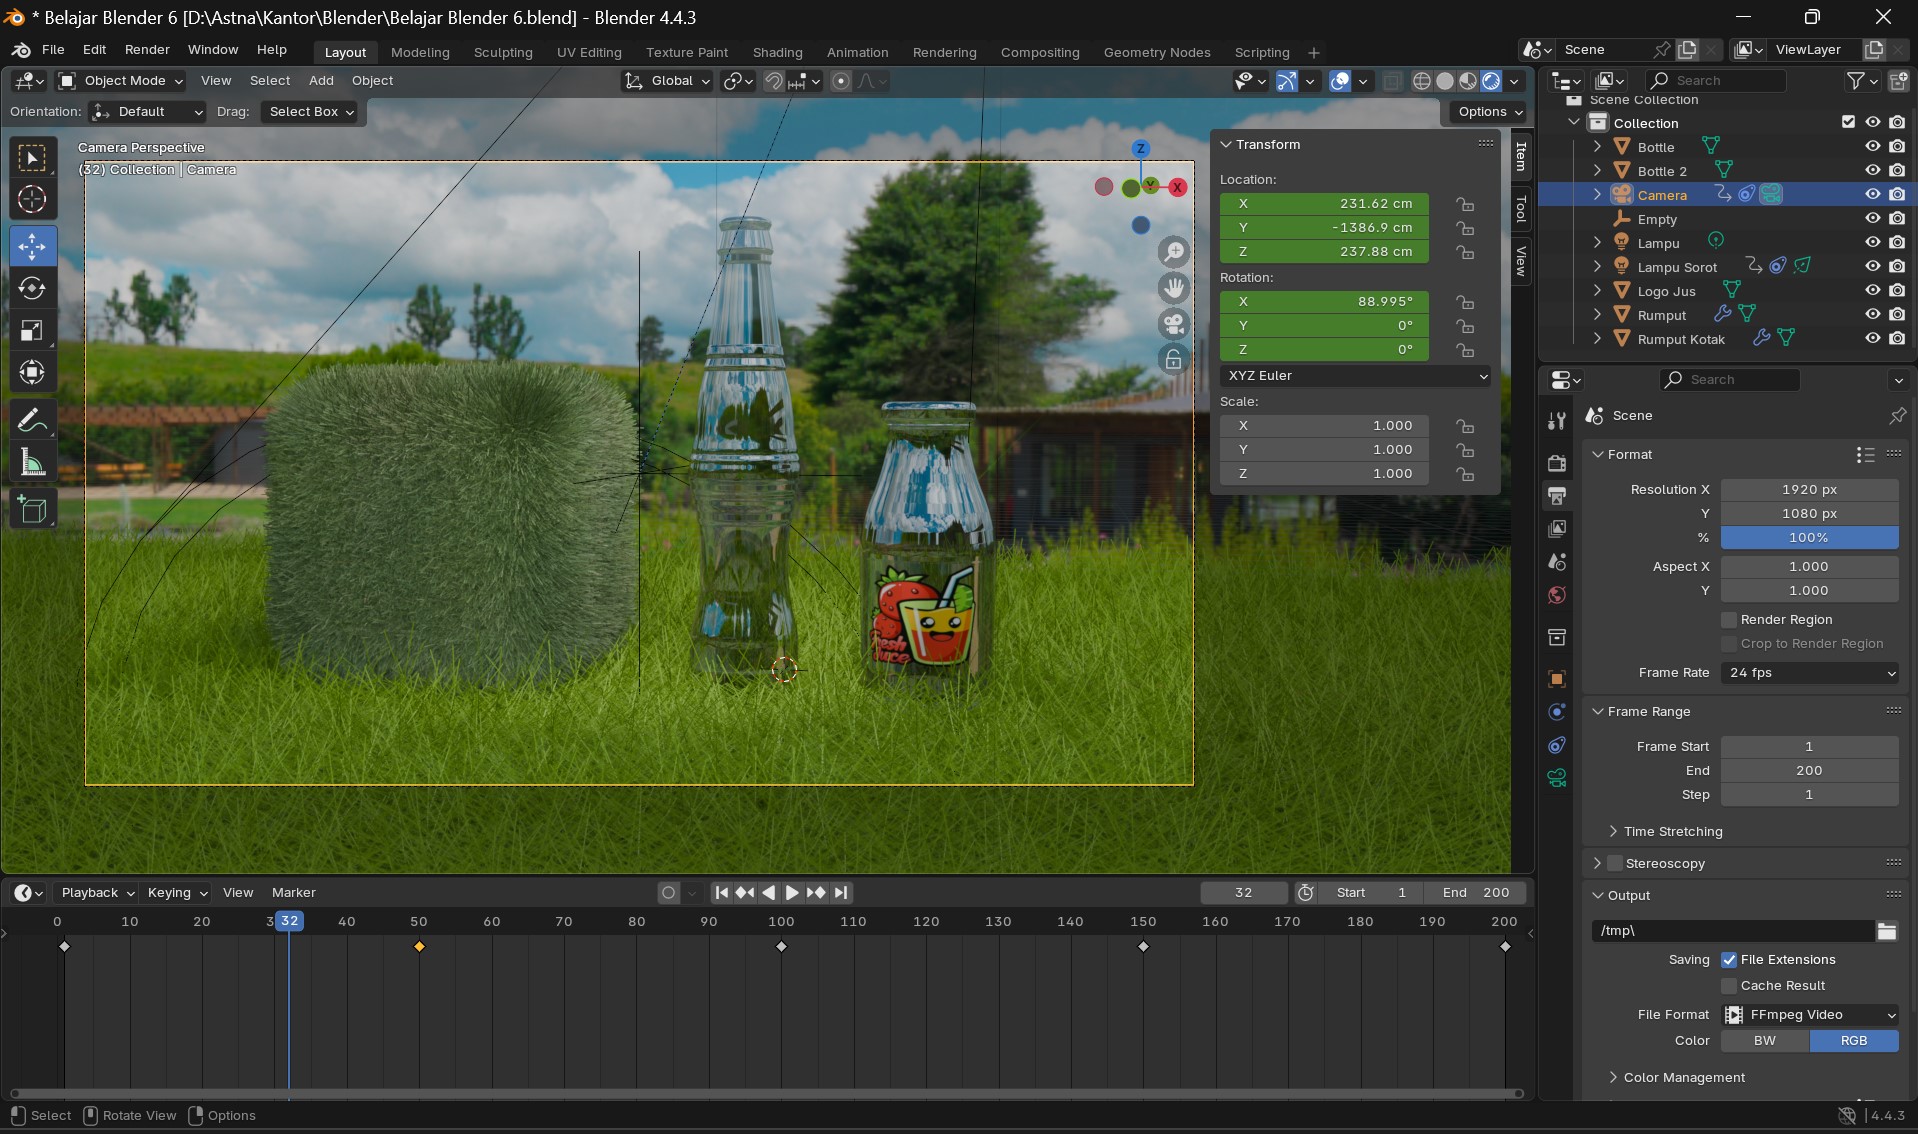 * Belajar Blender 6 [D:\Astna\Kantor\Blender\Belajar Blender 6.blend] - Blender 4.4.3
File Edit Render Window Help
Layout Modeling Sculpting UV Editing Texture Paint Shading Animation Rendering Compositing Geometry Nodes Scripting +
Scene
ViewLayer
Object Mode View Select Add Object
Global
Orientation: Default Drag: Select Box
Options
Camera Perspective
(32) Collection | Camera
Z
Y
X
fresh
juice
Transform
Location:
X 231.62 cm
Y -1386.9 cm
Z 237.88 cm
Rotation:
X 88.995°
Y 0°
Z 0°
XYZ Euler
Scale:
X 1.000
Y 1.000
Z 1.000
Item
Tool
View
Search
Scene Collection
Collection
Bottle
Bottle 2
Camera
Empty
Lampu
Lampu Sorot
Logo Jus
Rumput
Rumput Kotak
Search
Scene
Format
Resolution X 1920 px
Y 1080 px
% 100%
Aspect X 1.000
Y 1.000
Render Region
Crop to Render Region
Frame Rate 24 fps
Frame Range
Frame Start 1
End 200
Step 1
Time Stretching
Stereoscopy
Output
/tmp\
Saving File Extensions
Cache Result
File Format FFmpeg Video
Color BW RGB
Color Management
Playback Keying View Marker
32 Start 1 End 200
0 10 20 3 32 40 50 60 70 80 90 100 110 120 130 140 150 160 170 180 190 200
Select Rotate View Options
4.4.3